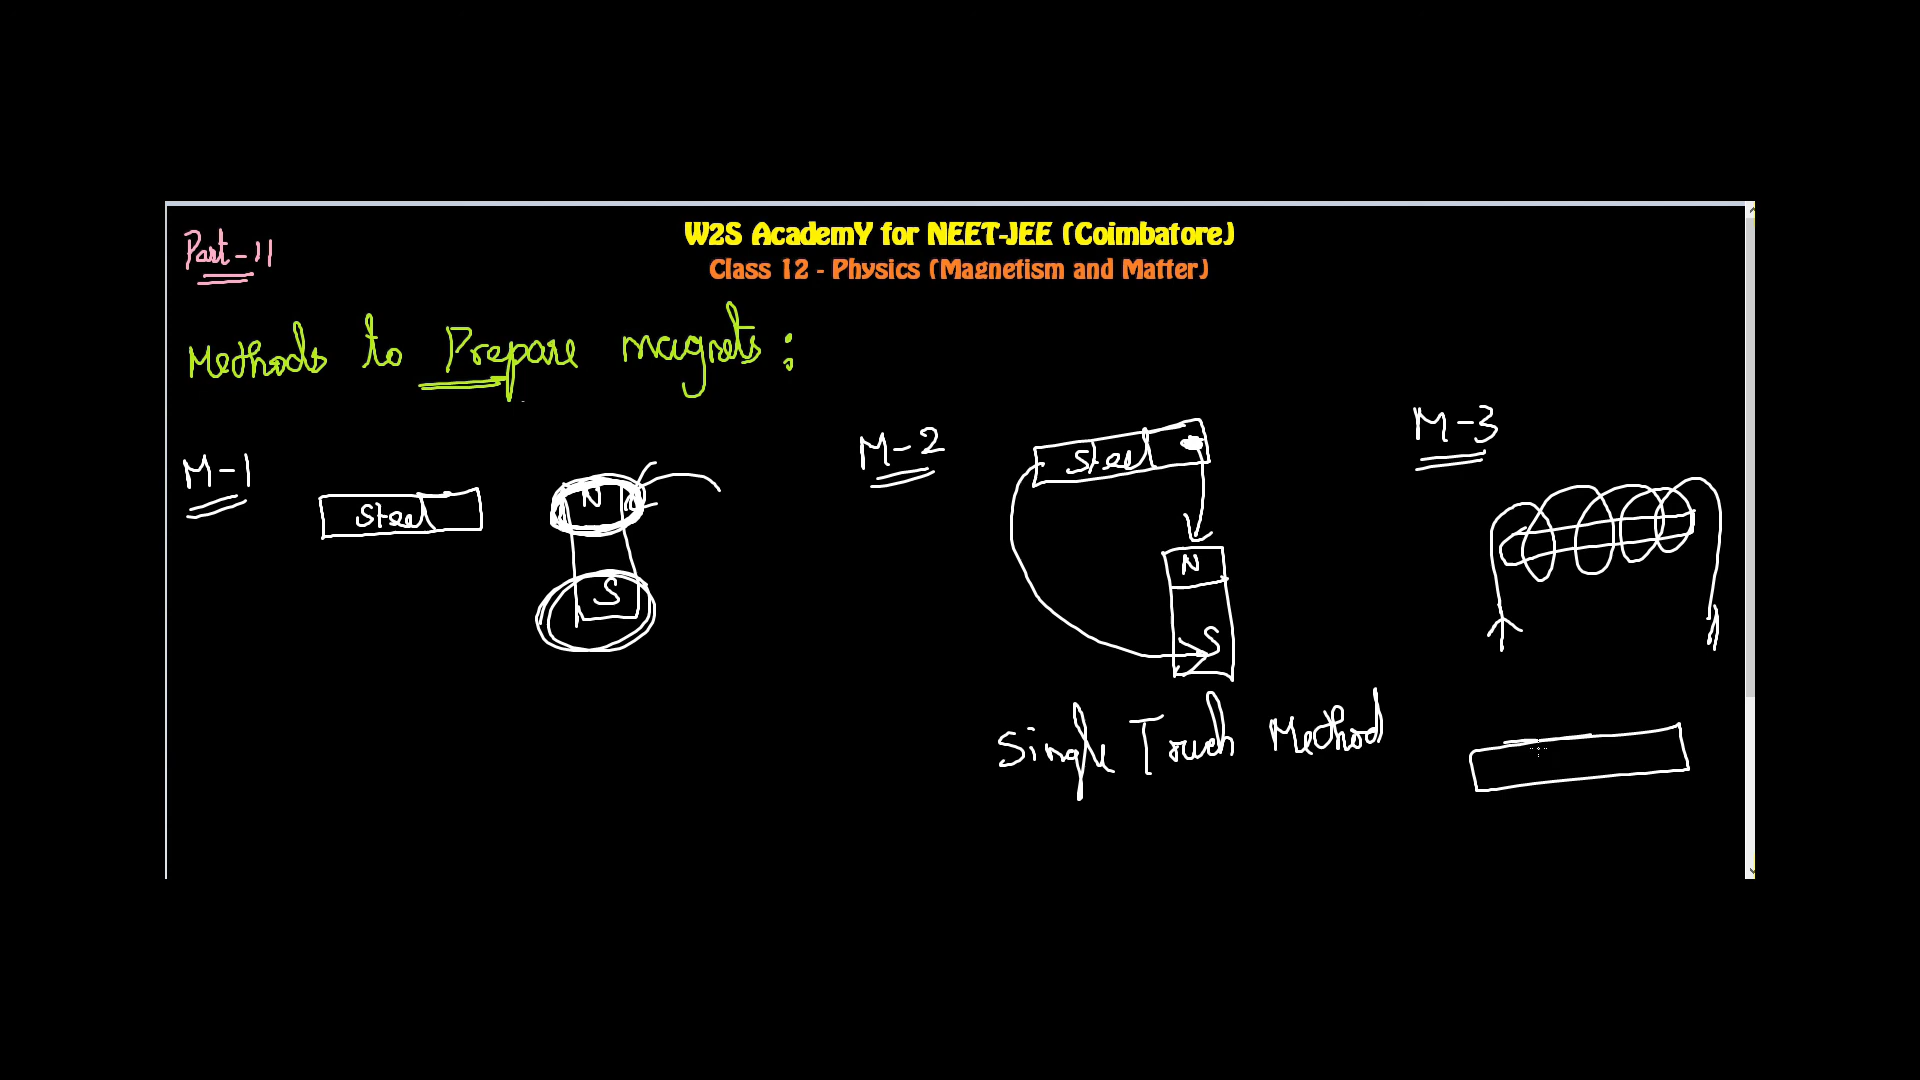 W2S AcademY for NEET-JEE (Coimbatore)
Class 12 - Physics (Magnetism and Matter)
Part-11
Methods to Prepare magnets:
M-1
Steel
N
S
M-2
Steel
N
S
Single Touch Method
M-3